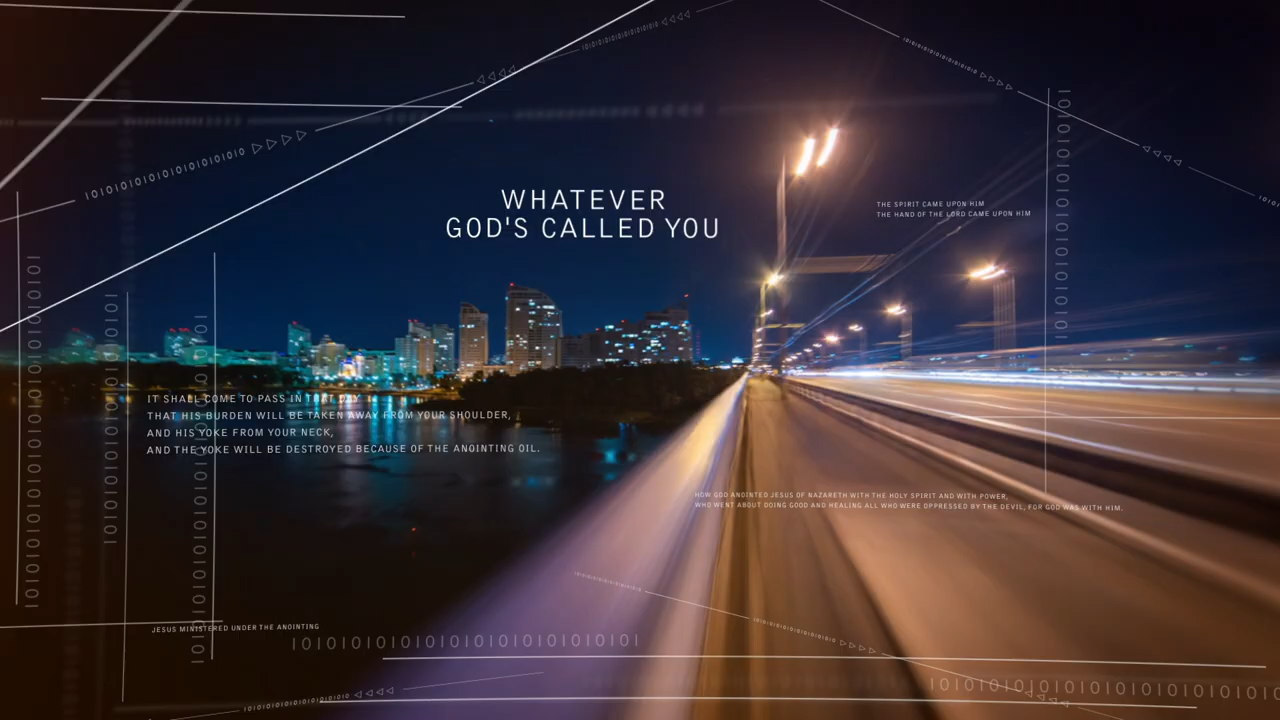 WHATEVER
GOD'S CALLED YOU
THE SPIRIT CAME UPON HIM
THE HAND OF THE LORD CAME UPON HIM
IT SHALL COME TO PASS IN THAT DAY
THAT HIS BURDEN WILL BE TAKEN AWAY FROM YOUR SHOULDER,
AND HIS YOKE FROM YOUR NECK,
AND THE YOKE WILL BE DESTROYED BECAUSE OF THE ANOINTING OIL.
HOW GOD ANOINTED JESUS OF NAZARETH WITH THE HOLY SPIRIT AND WITH POWER,
WHO WENT ABOUT DOING GOOD AND HEALING ALL WHO WERE OPPRESSED BY THE DEVIL, FOR GOD WAS WITH HIM.
JESUS MINISTERED UNDER THE ANOINTING